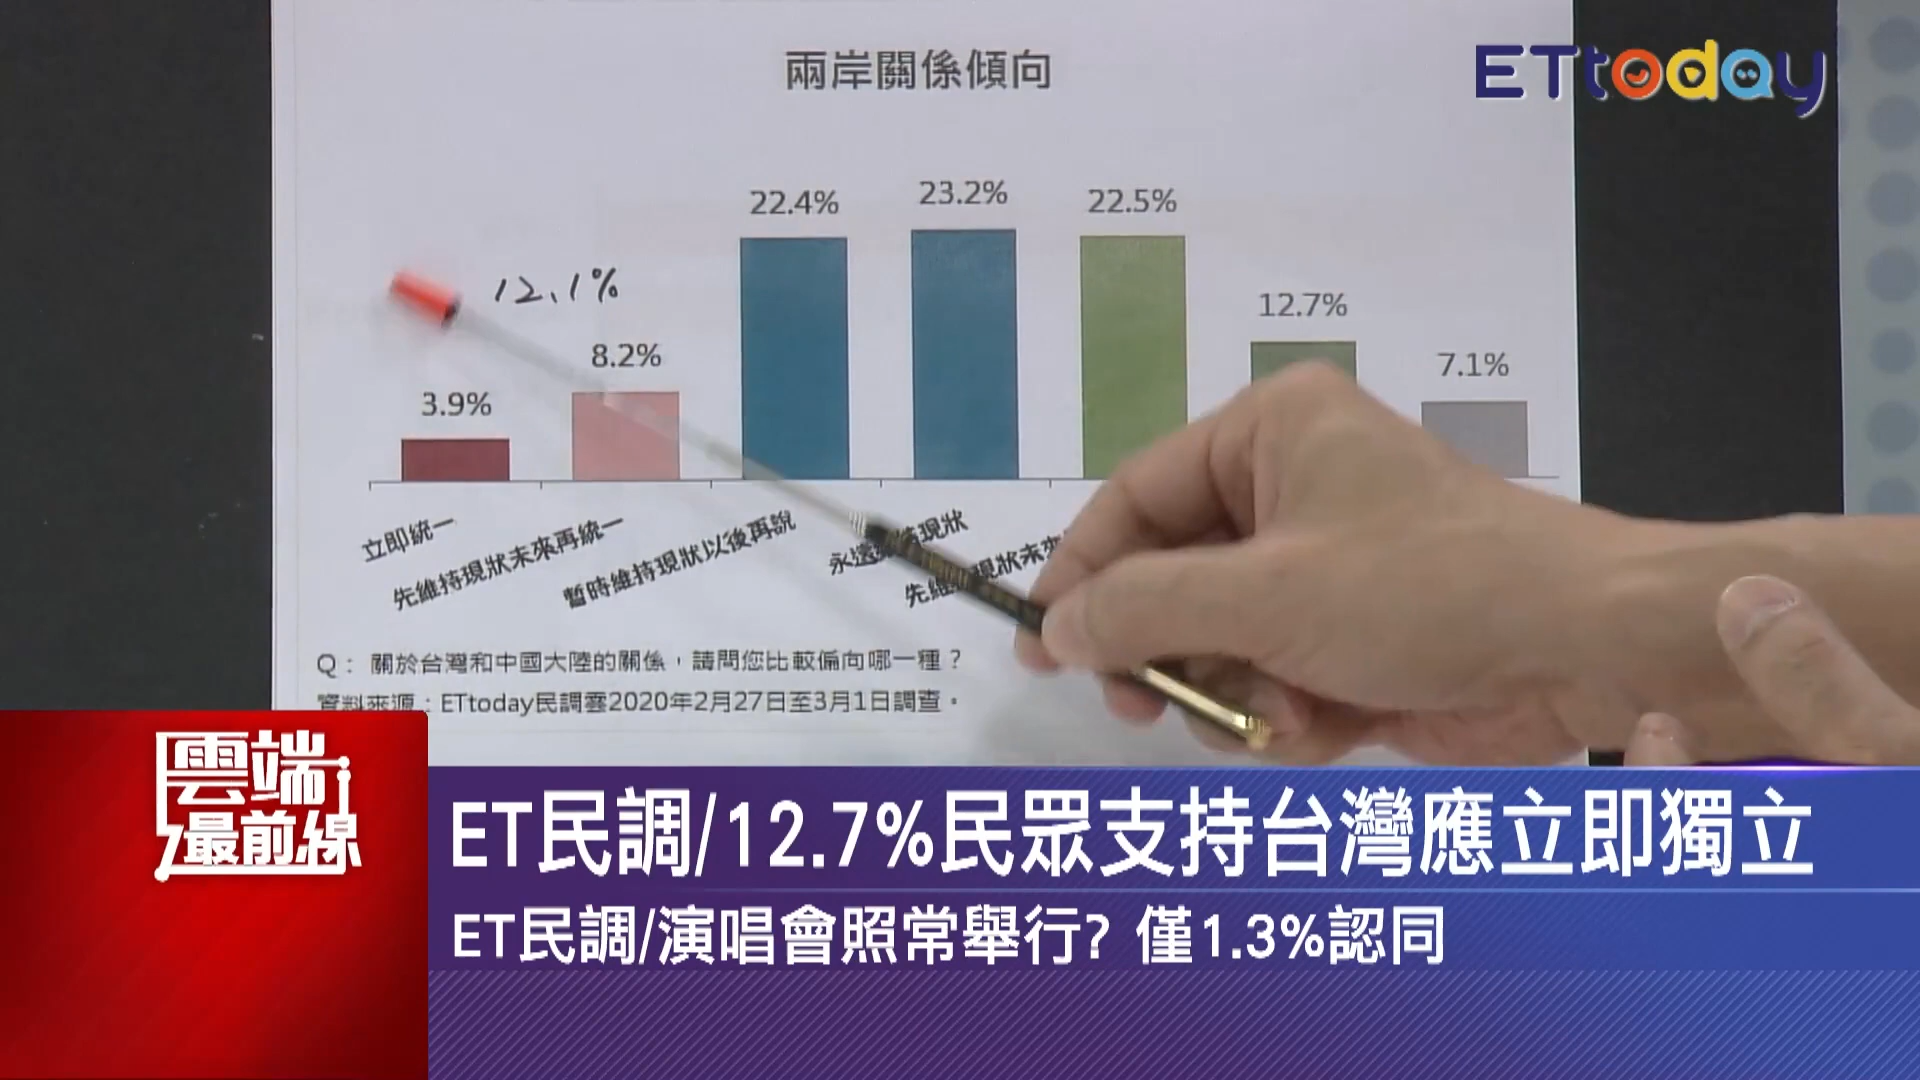 兩岸關係傾向
ETtoday
22.4%
23.2%
22.5%
12.1%
12.7%
8.2%
7.1%
3.9%
立即統一
先維持現狀未來再統一
暫時維持現狀以後再說
永遠維持現狀
先維持現狀未來
Q：關於台灣和中國大陸的關係，請問您比較偏向哪一種？
資料來源：ETtoday民調雲2020年2月27日至3月1日調查。
雲端
最前線
ET民調/12.7%民眾支持台灣應立即獨立
ET民調/演唱會照常舉行? 僅1.3%認同